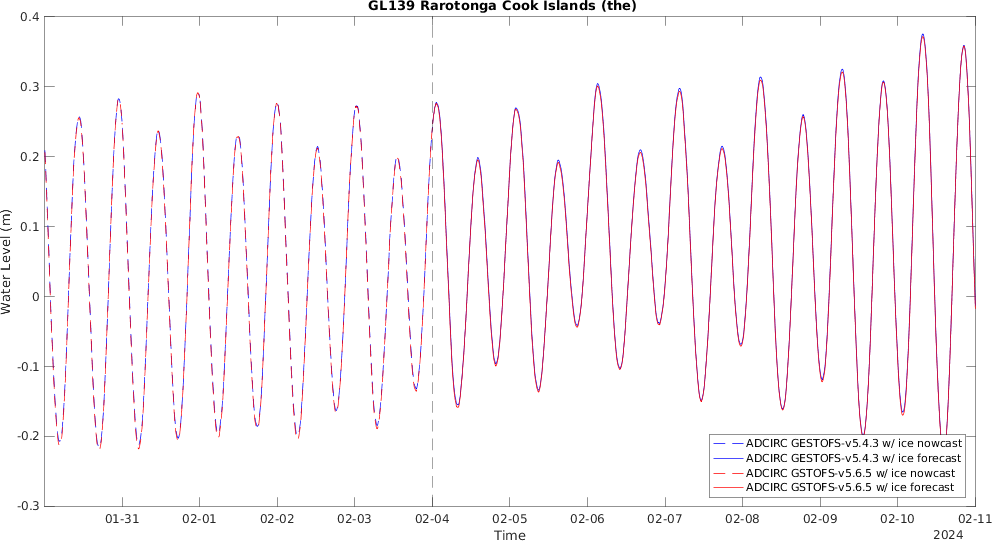 GL139 Rarotonga Cook Islands (the)
0.4
0.3
0.2
0.1
0
-0.1
-0.2
-0.3
Water Level (m)
01-31 02-01 02-02 02-03 02-04 02-05 02-06 02-07 02-08 02-09 02-10 02-11
Time
2024
ADCIRC GESTOFS-v5.4.3 w/ ice nowcast
ADCIRC GESTOFS-v5.4.3 w/ ice forecast
ADCIRC GSTOFS-v5.6.5 w/ ice nowcast
ADCIRC GSTOFS-v5.6.5 w/ ice forecast